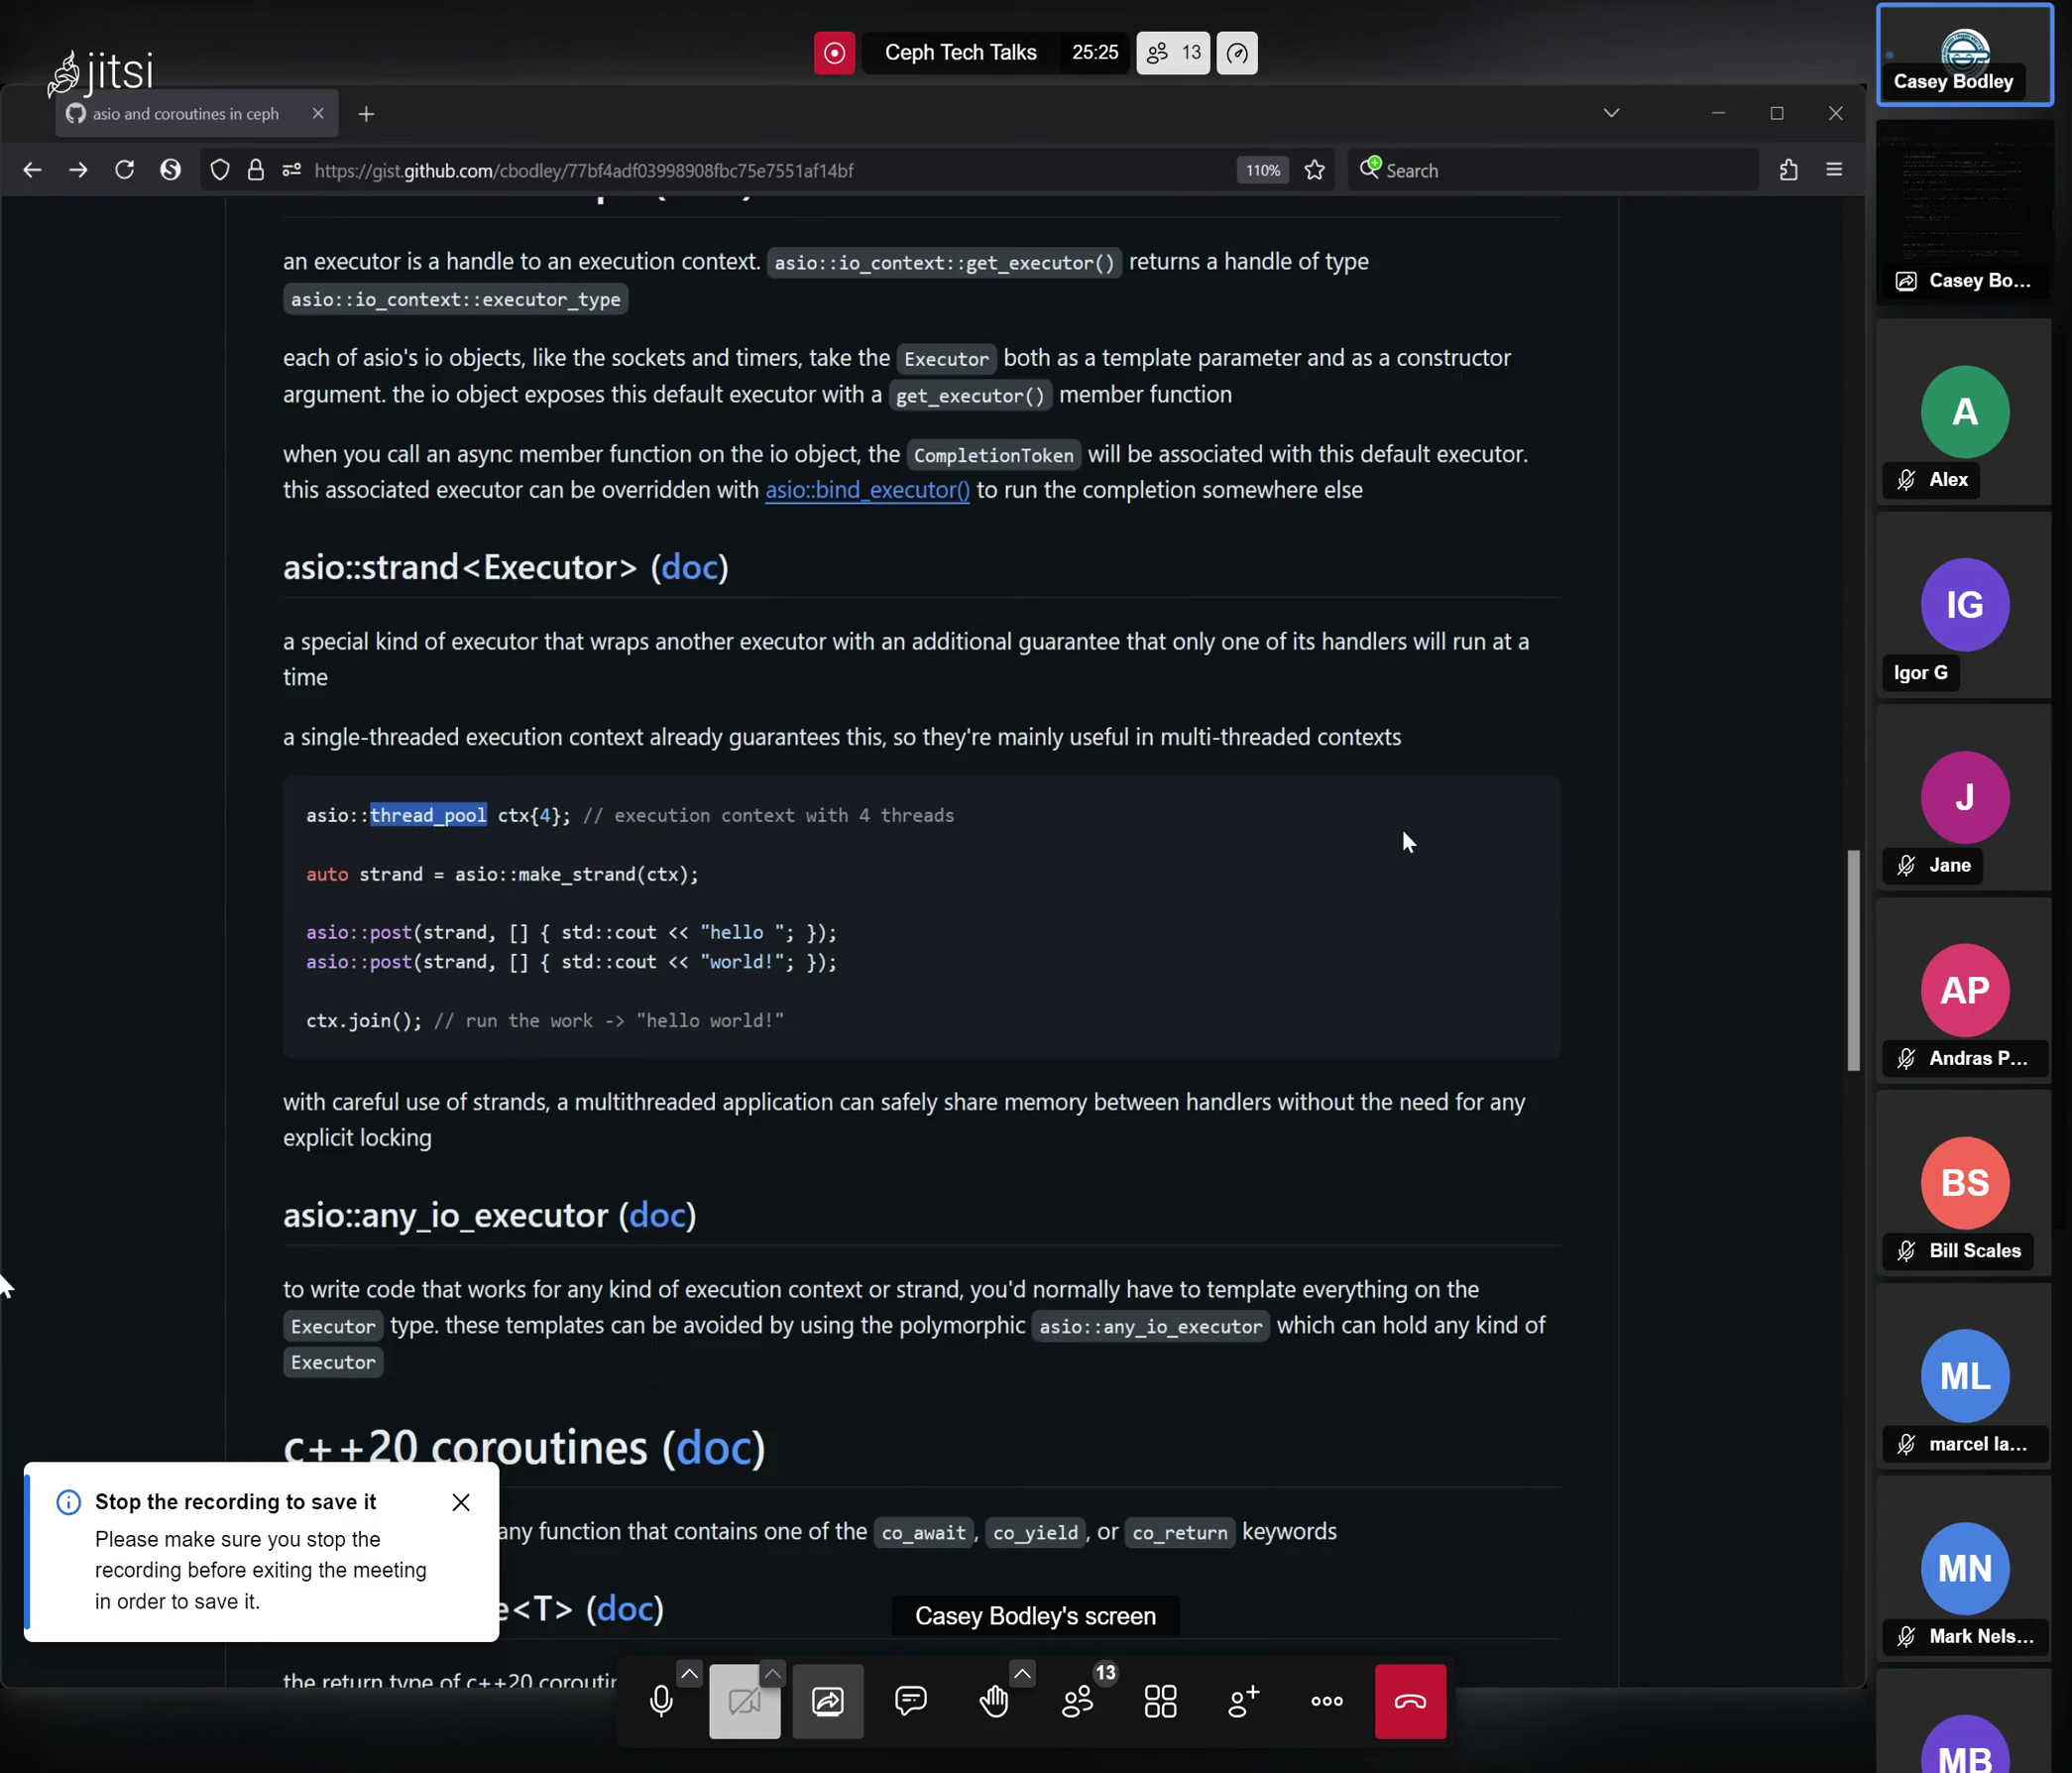 jitsi
Ceph Tech Talks 25:25 13
asio and coroutines in ceph
https://gist.github.com/cbodley/77bf4adf03998908fbc75e7551af14bf
110%
Search
an executor is a handle to an execution context. asio::io_context::get_executor() returns a handle of type
asio::io_context::executor_type
each of asio's io objects, like the sockets and timers, take the Executor both as a template parameter and as a constructor
argument. the io object exposes this default executor with a get_executor() member function
when you call an async member function on the io object, the CompletionToken will be associated with this default executor.
this associated executor can be overridden with asio::bind_executor() to run the completion somewhere else
asio::strand<Executor> (doc)
a special kind of executor that wraps another executor with an additional guarantee that only one of its handlers will run at a
time
a single-threaded execution context already guarantees this, so they're mainly useful in multi-threaded contexts
asio::thread_pool ctx{4}; // execution context with 4 threads
auto strand = asio::make_strand(ctx);
asio::post(strand, [] { std::cout << "hello "; });
asio::post(strand, [] { std::cout << "world!"; });
ctx.join(); // run the work -> "hello world!"
with careful use of strands, a multithreaded application can safely share memory between handlers without the need for any
explicit locking
asio::any_io_executor (doc)
to write code that works for any kind of execution context or strand, you'd normally have to template everything on the
Executor type. these templates can be avoided by using the polymorphic asio::any_io_executor which can hold any kind of
Executor
c++20 coroutines (doc)
any function that contains one of the co_await, co_yield, or co_return keywords
e<T> (doc)
the return type of c++20 coroutin
Stop the recording to save it
Please make sure you stop the
recording before exiting the meeting
in order to save it.
Casey Bodley's screen
13
Casey Bodley
Casey Bo...
A
Alex
IG
Igor G
J
Jane
AP
Andras P...
BS
Bill Scales
ML
marcel la...
MN
Mark Nels...
MB